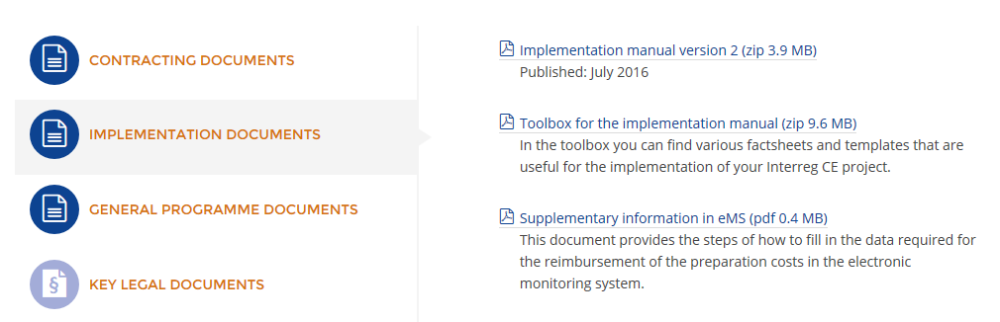 CONTRACTING DOCUMENTS
IMPLEMENTATION DOCUMENTS
GENERAL PROGRAMME DOCUMENTS
§
KEY LEGAL DOCUMENTS
Implementation manual version 2 (zip 3.9 MB)
Published: July 2016
Toolbox for the implementation manual (zip 9.6 MB)
In the toolbox you can find various factsheets and templates that are
useful for the implementation of your Interreg CE project.
Supplementary information in eMS (pdf 0.4 MB)
This document provides the steps of how to fill in the data required for
the reimbursement of the preparation costs in the electronic
monitoring system.